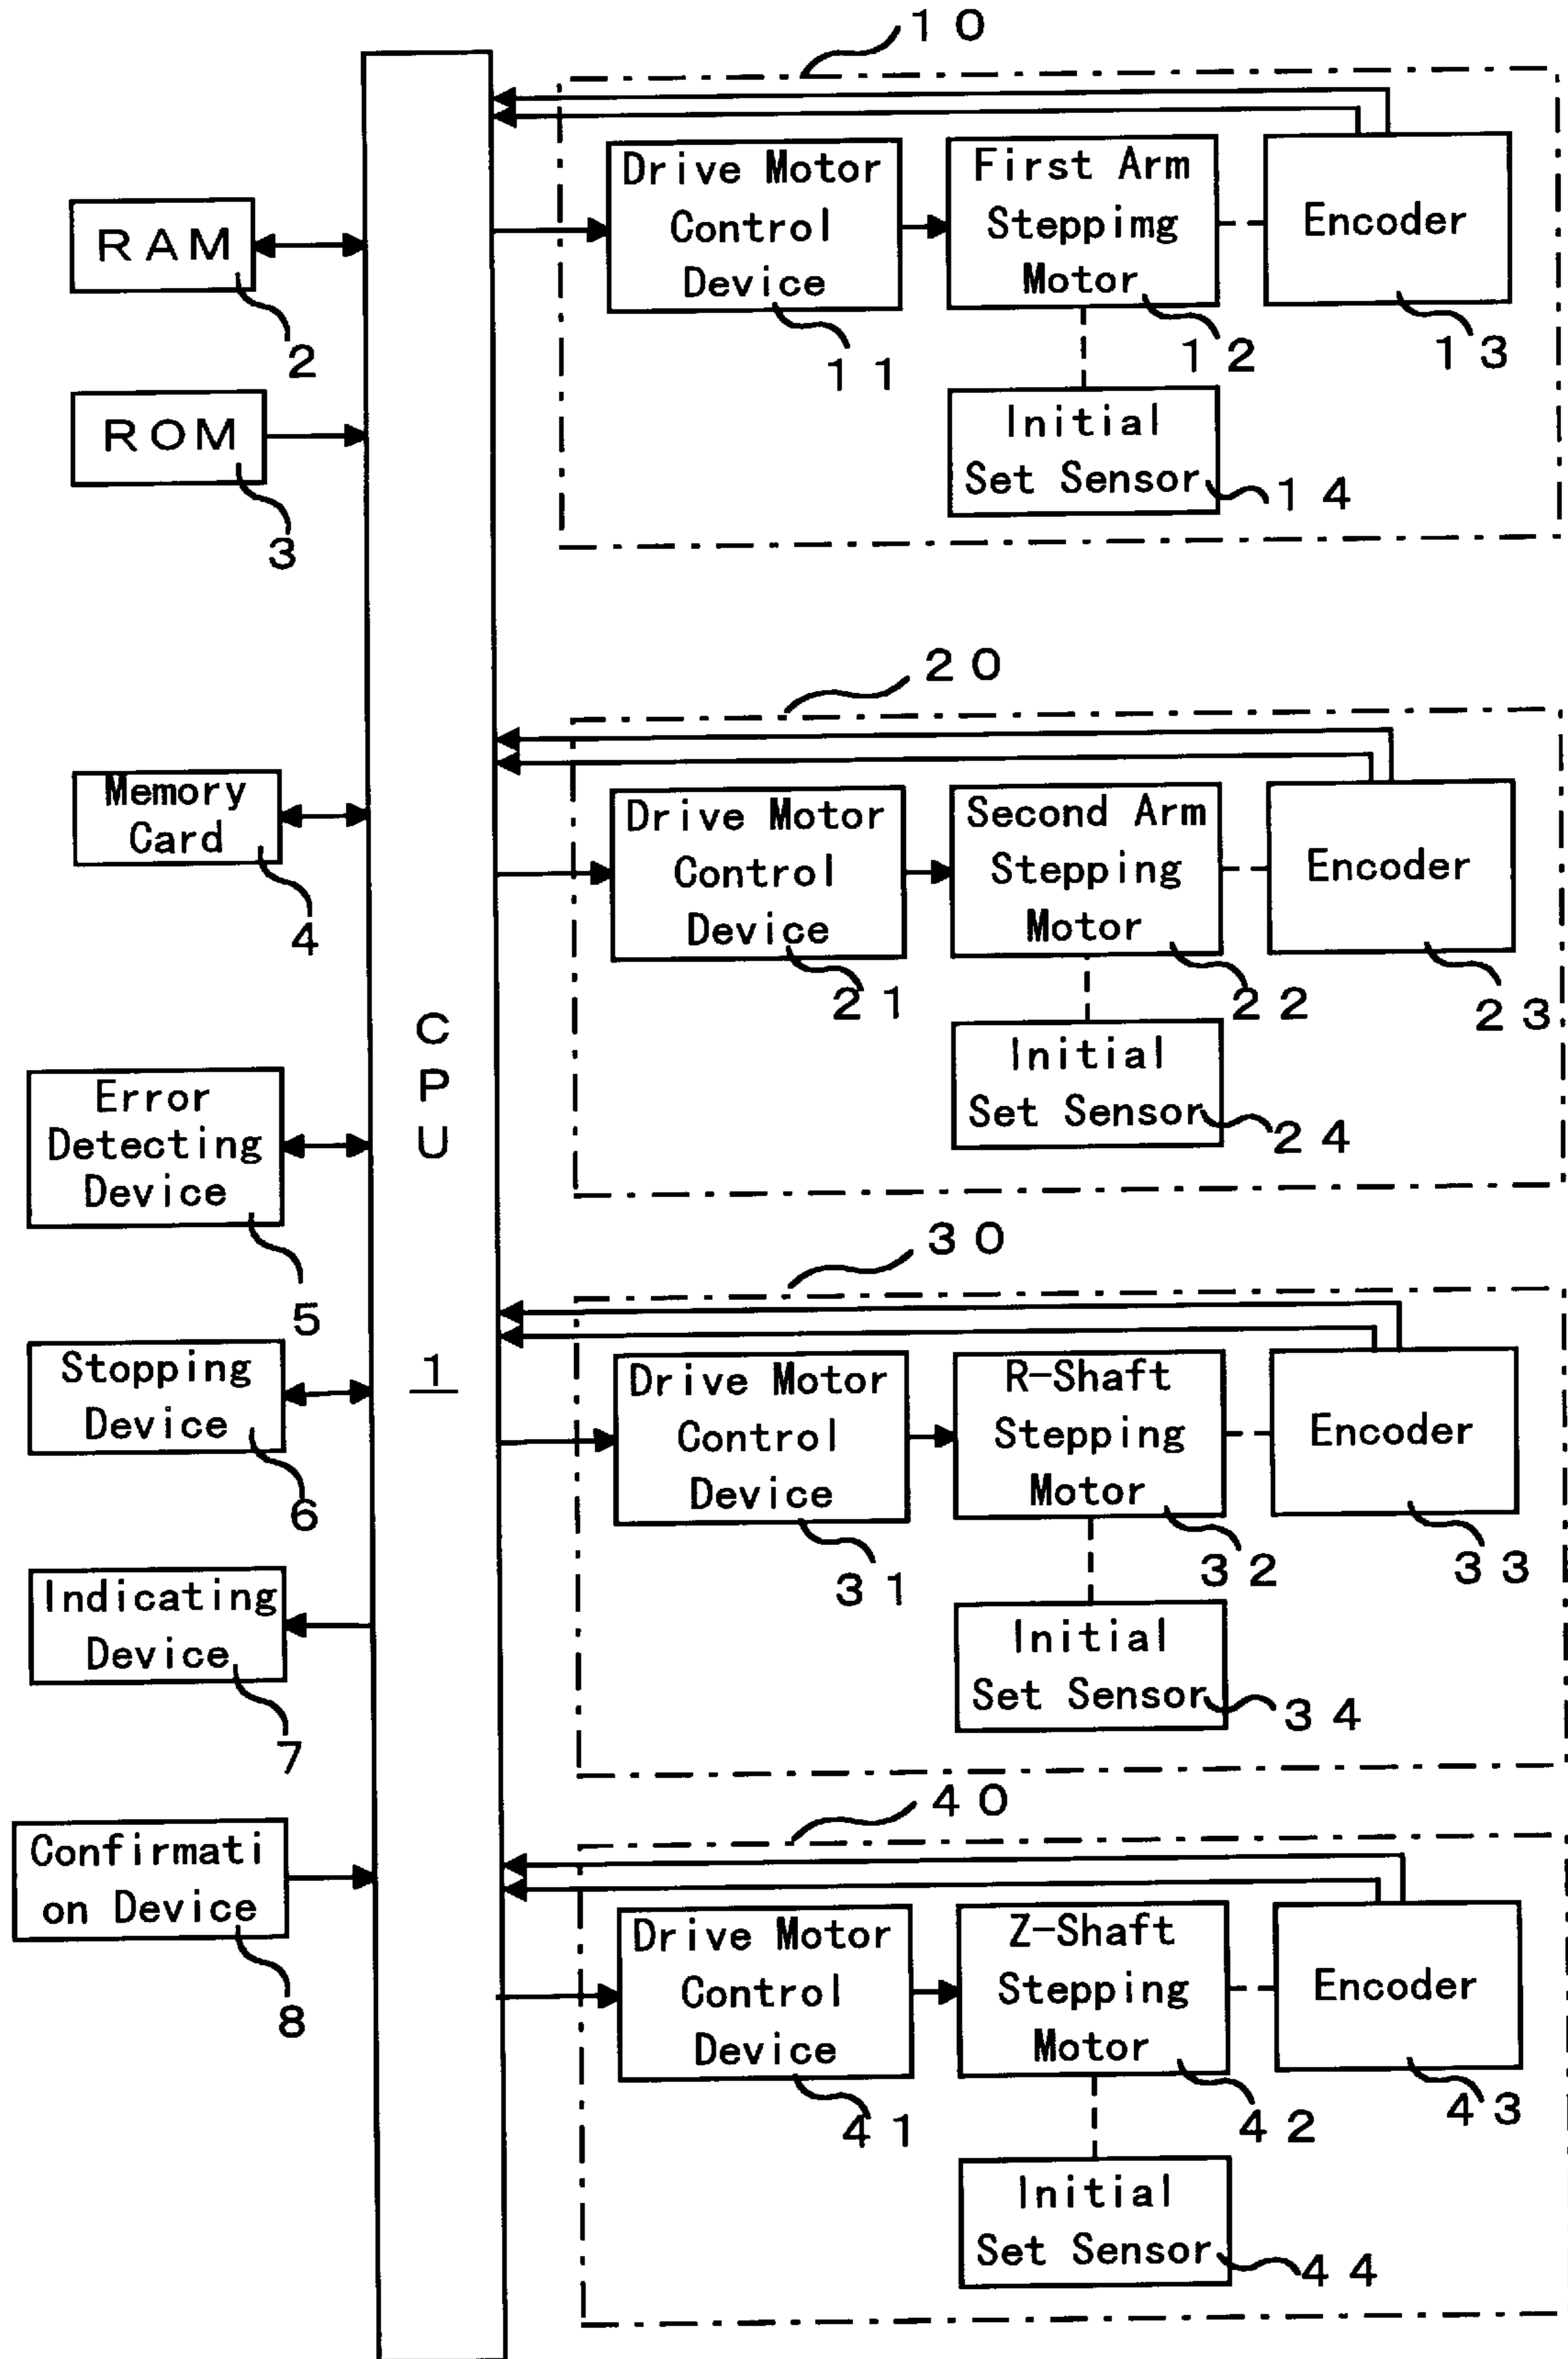 10
Drive Motor
Control
Device
11
First Arm
Steppimg
Motor
12
Encoder
13
Initial
Set Sensor
14
RAM
2
ROM
3
Memory
Card
4
Error
Detecting
Device
5
Stopping
Device
6
Indicating
Device
7
Confirmati
on Device
8
CPU
1
20
Drive Motor
Control
Device
21
Second Arm
Stepping
Motor
22
Encoder
23
Initial
Set Sensor
24
30
Drive Motor
Control
Device
31
R-Shaft
Stepping
Motor
32
Encoder
33
Initial
Set Sensor
34
40
Drive Motor
Control
Device
41
Z-Shaft
Stepping
Motor
42
Encoder
43
Initial
Set Sensor
44